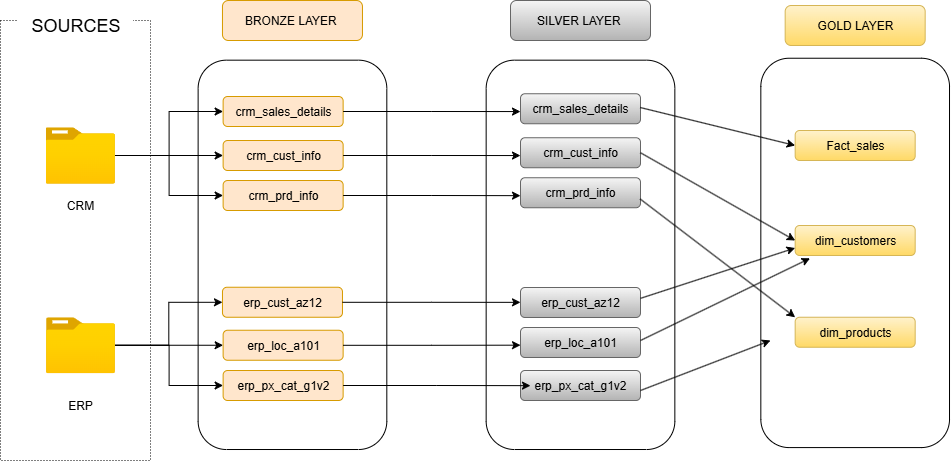 SOURCES
BRONZE LAYER
SILVER LAYER
GOLD LAYER
CRM
ERP
crm_sales_details
crm_cust_info
crm_prd_info
erp_cust_az12
erp_loc_a101
erp_px_cat_g1v2
crm_sales_details
crm_cust_info
crm_prd_info
erp_cust_az12
erp_loc_a101
erp_px_cat_g1v2
Fact_sales
dim_customers
dim_products